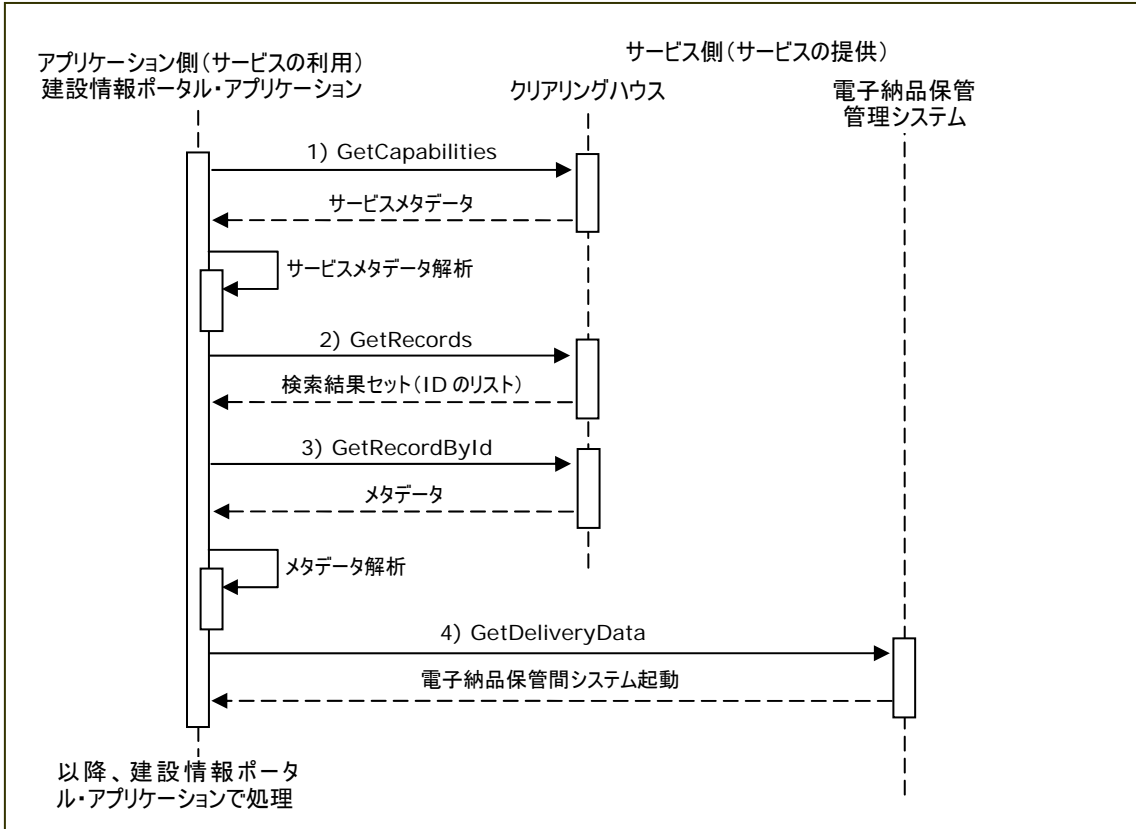 アプリケーション側(サービスの利用)
建設情報ポータル・アプリケーション
サービス側(サービスの提供)
クリアリングハウス
電子納品保管
管理システム
1) GetCapabilities
サービスメタデータ
サービスメタデータ解析
2) GetRecords
検索結果セット(ID のリスト)
3) GetRecordById
メタデータ
メタデータ解析
4) GetDeliveryData
電子納品保管間システム起動
以降、建設情報ポータ
ル・アプリケーションで処理